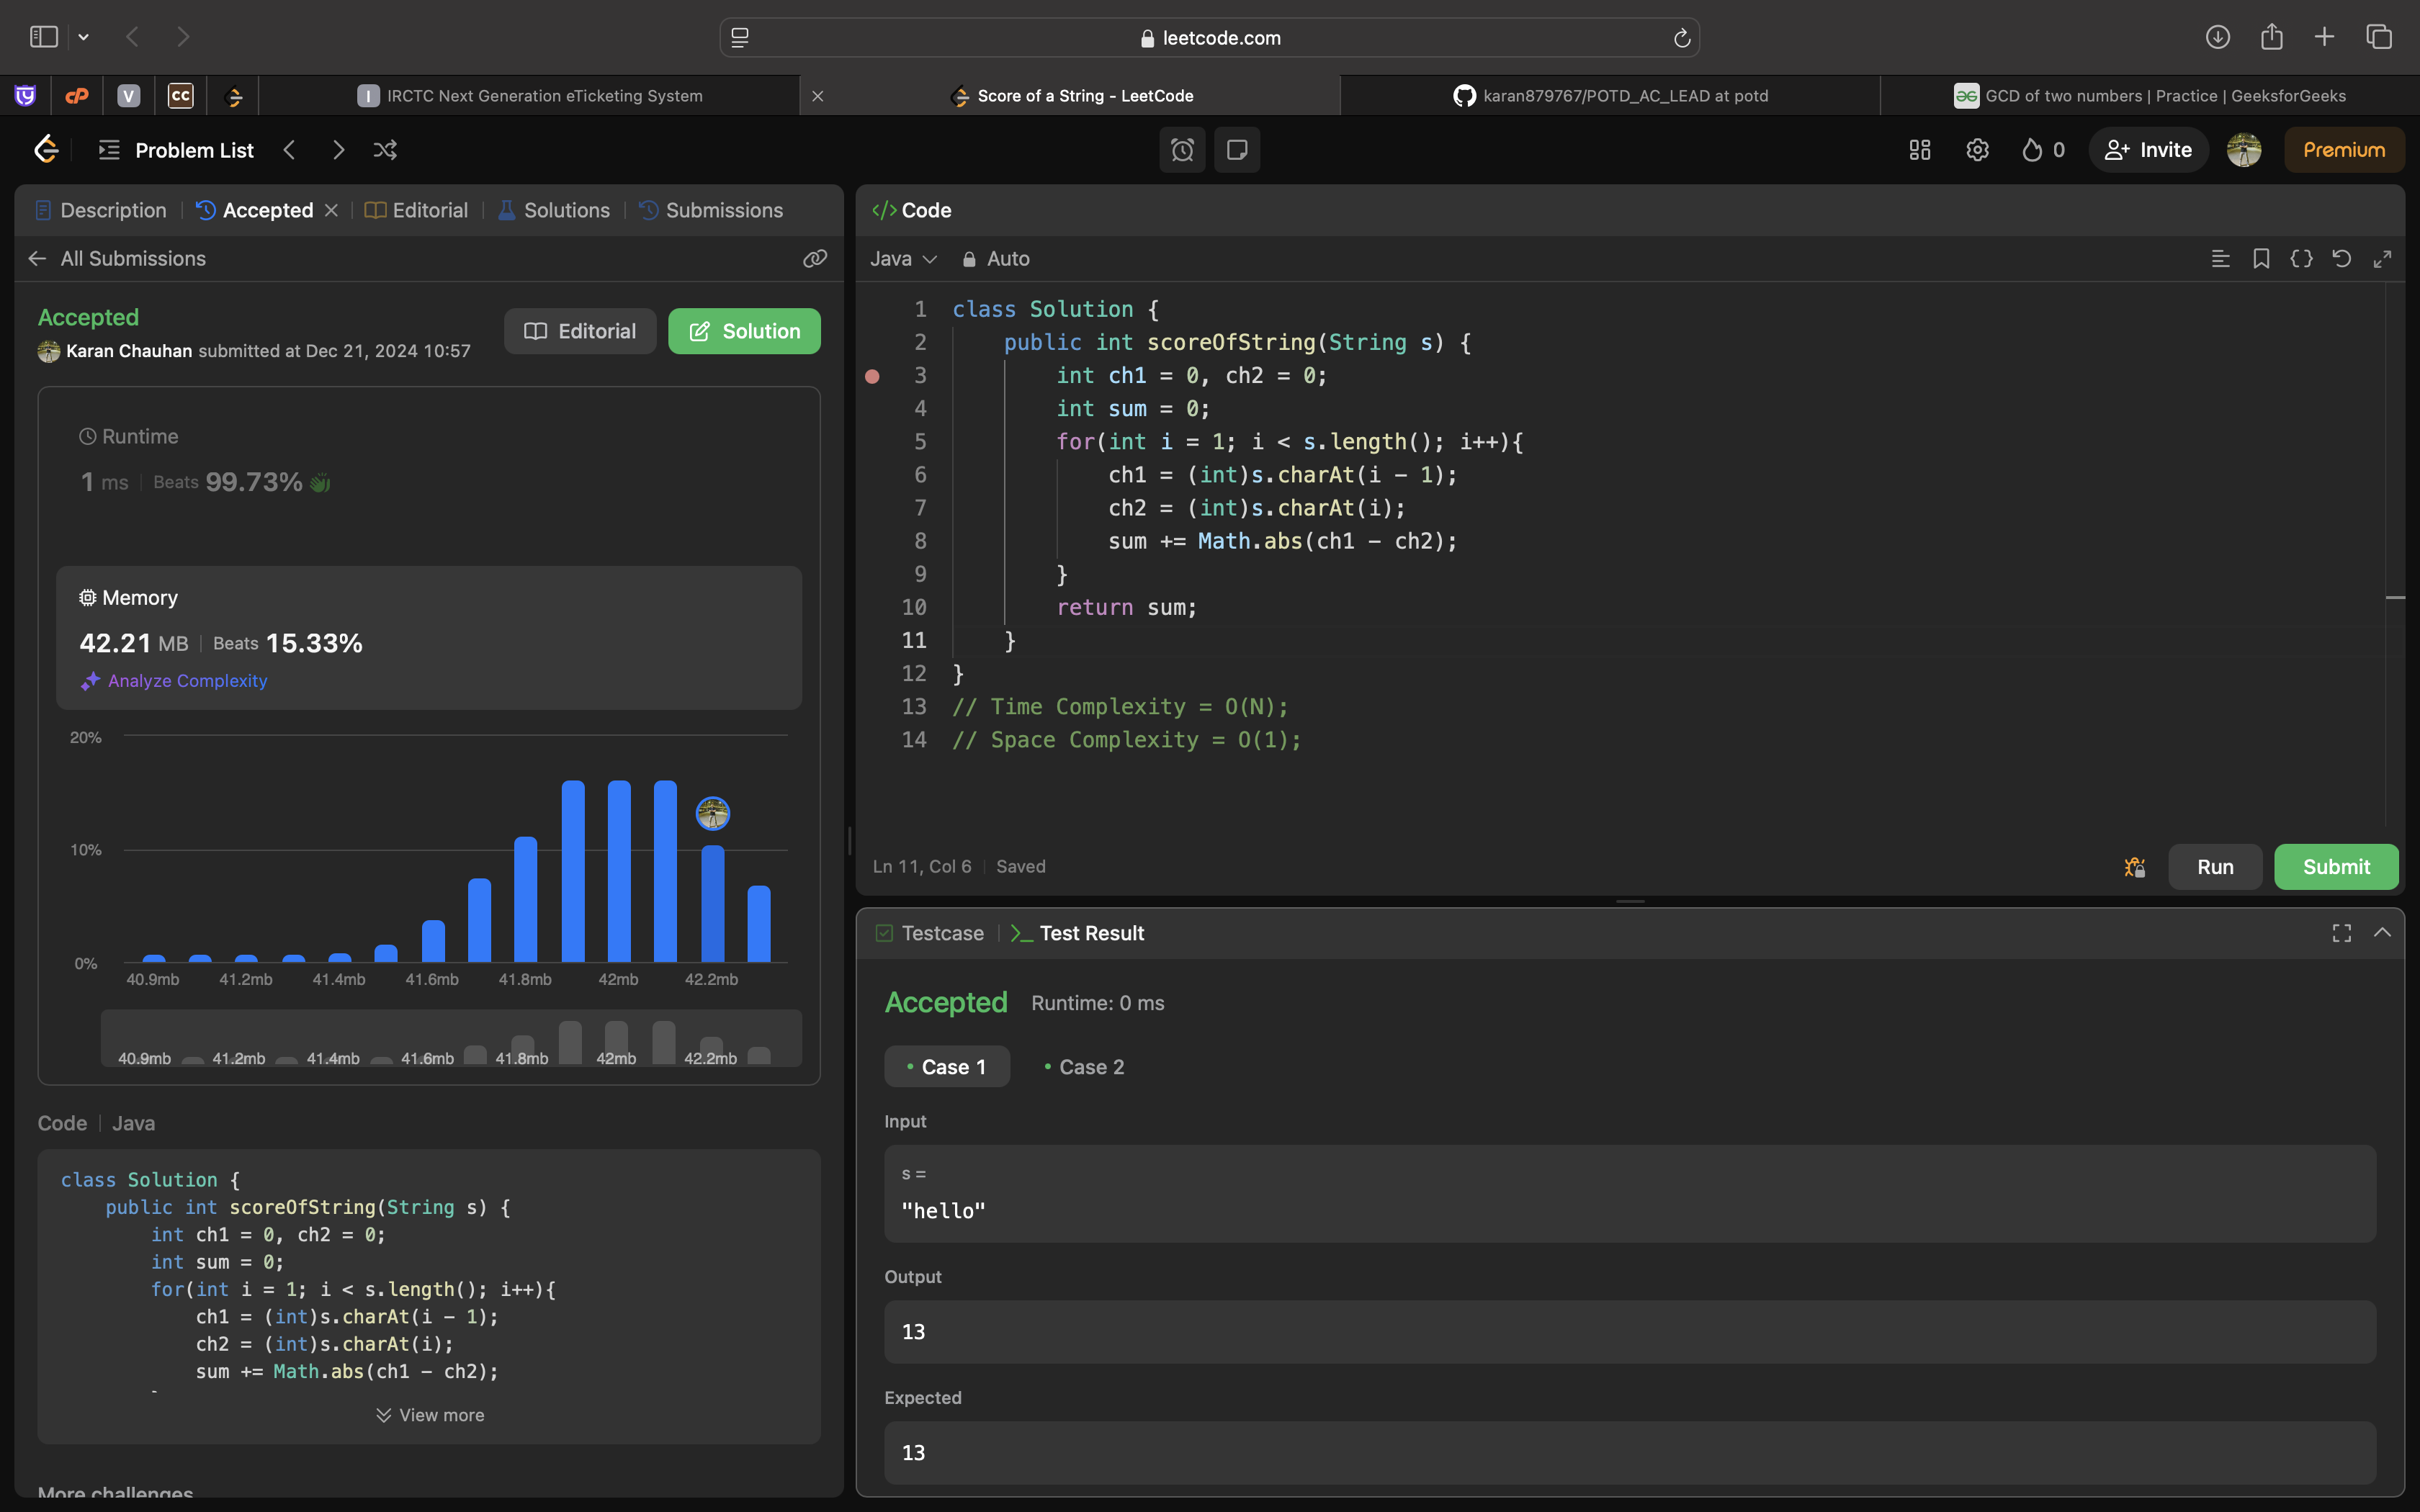 leetcode.com
V
CC
I IRCTC Next Generation eTicketing System
Score of a String - LeetCode
karan879767/POTD_AC_LEAD at potd
GCD of two numbers | Practice | GeeksforGeeks
Problem List
0
Invite
Premium
Description
Accepted
Editorial
Solutions
Submissions
All Submissions
Accepted
Karan Chauhan submitted at Dec 21, 2024 10:57
Editorial
Solution
Runtime
1 ms | Beats 99.73%
Memory
42.21 MB | Beats 15.33%
Analyze Complexity
20%
10%
0%
40.9mb 41.2mb 41.4mb 41.6mb 41.8mb 42mb 42.2mb
40.9mb 41.2mb 41.4mb 41.6mb 41.8mb 42mb 42.2mb
Code | Java
class Solution {
public int scoreOfString(String s) {
int ch1 = 0, ch2 = 0;
int sum = 0;
for(int i = 1; i < s.length(); i++){
ch1 = (int)s.charAt(i - 1);
ch2 = (int)s.charAt(i);
sum += Math.abs(ch1 - ch2);
View more
More challenges
</> Code
Java
Auto
1 class Solution {
2 public int scoreOfString(String s) {
3 int ch1 = 0, ch2 = 0;
4 int sum = 0;
5 for(int i = 1; i < s.length(); i++){
6 ch1 = (int)s.charAt(i - 1);
7 ch2 = (int)s.charAt(i);
8 sum += Math.abs(ch1 - ch2);
9 }
10 return sum;
11 }
12 }
13 // Time Complexity = O(N);
14 // Space Complexity = O(1);
Ln 11, Col 6 | Saved
Run
Submit
Testcase
Test Result
Accepted
Runtime: 0 ms
Case 1
Case 2
Input
s =
"hello"
Output
13
Expected
13